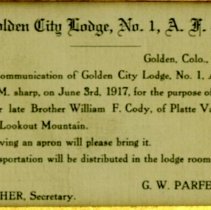 olden City Lodge, No. 1, A. F.
Golden, Colo.,
ommunication of Golden City Lodge, No. 1,
M. sharp, on June 3rd, 1917, for the purpose of
r late Brother William F. Cody, of Platte Va
Lookout Mountain.
ving an apron will please bring it.
sportation will be distributed in the lodge room
G. W. PARFE
HER, Secretary.